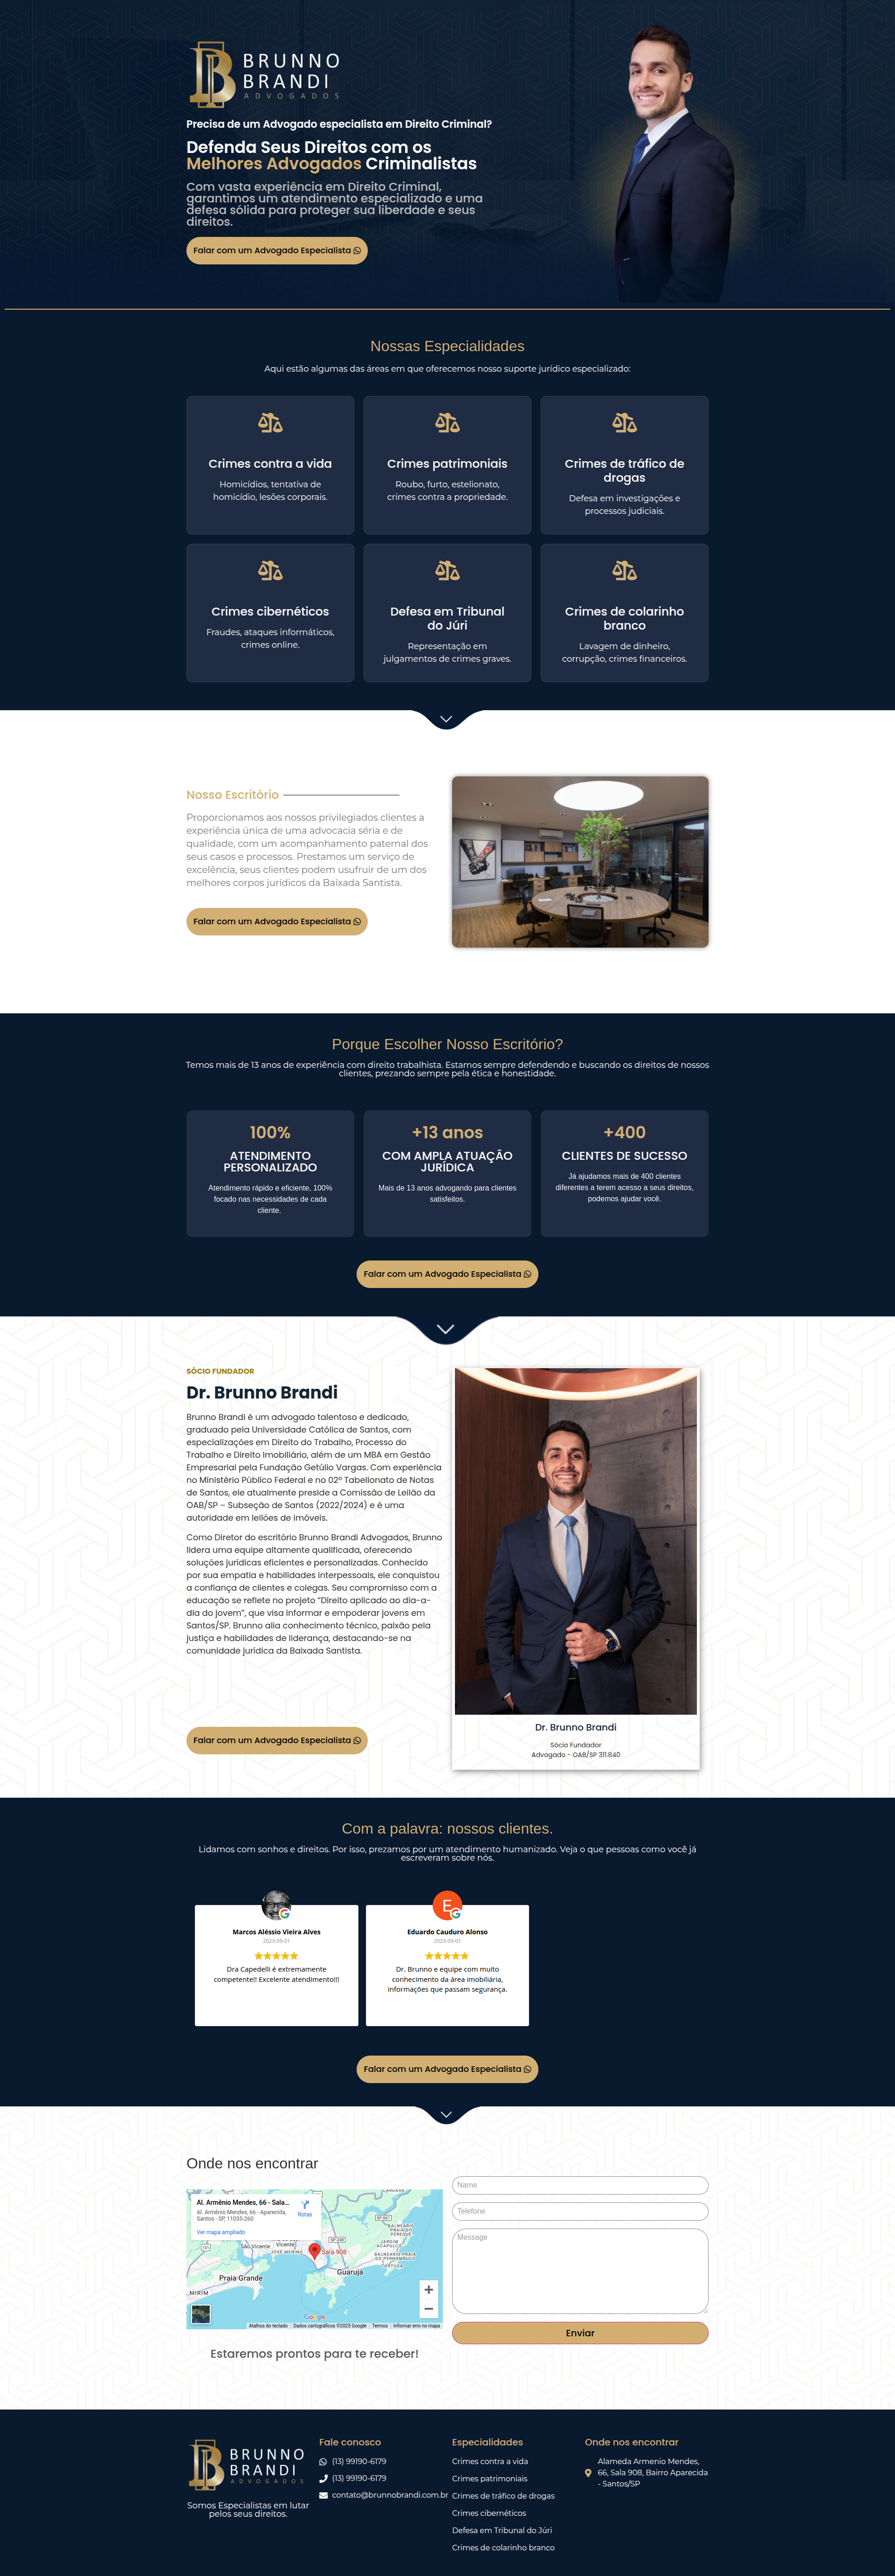 BRUNNO
BRANDI
ADVOGADOS
Precisa de um Advogado especialista em Direito Criminal?
Defenda Seus Direitos com os
Melhores Advogados Criminalistas
Com vasta experiência em Direito Criminal,
garantimos um atendimento especializado e uma
defesa sólida para proteger sua liberdade e seus
direitos.
Falar com um Advogado Especialista
Nossas Especialidades
Aqui estão algumas das áreas em que oferecemos nosso suporte jurídico especializado:
Crimes contra a vida
Homicídios, tentativa de
homicídio, lesões corporais.
Crimes patrimoniais
Roubo, furto, estelionato,
crimes contra a propriedade.
Crimes de tráfico de
drogas
Defesa em investigações e
processos judiciais.
Crimes cibernéticos
Fraudes, ataques informáticos,
crimes online.
Defesa em Tribunal
do Júri
Representação em
julgamentos de crimes graves.
Crimes de colarinho
branco
Lavagem de dinheiro,
corrupção, crimes financeiros.
Nosso Escritório
Proporcionamos aos nossos privilegiados clientes a
experiência única de uma advocacia séria e de
qualidade, com um acompanhamento paternal dos
seus casos e processos. Prestamos um serviço de
excelência, seus clientes podem usufruir de um dos
melhores corpos jurídicos da Baixada Santista.
Falar com um Advogado Especialista
Porque Escolher Nosso Escritório?
Temos mais de 13 anos de experiência com direito trabalhista. Estamos sempre defendendo e buscando os direitos de nossos
clientes, prezando sempre pela ética e honestidade.
100%
ATENDIMENTO
PERSONALIZADO
Atendimento rápido e eficiente, 100%
focado nas necessidades de cada
cliente.
+13 anos
COM AMPLA ATUAÇÃO
JURÍDICA
Mais de 13 anos advogando para clientes
satisfeitos.
+400
CLIENTES DE SUCESSO
Já ajudamos mais de 400 clientes
diferentes a terem acesso a seus direitos,
podemos ajudar você.
Falar com um Advogado Especialista
SÓCIO FUNDADOR
Dr. Brunno Brandi
Brunno Brandi é um advogado talentoso e dedicado,
graduado pela Universidade Católica de Santos, com
especializações em Direito do Trabalho, Processo do
Trabalho e Direito Imobiliário, além de um MBA em Gestão
Empresarial pela Fundação Getúlio Vargas. Com experiência
no Ministério Público Federal e no 02º Tabelionato de Notas
de Santos, ele atualmente preside a Comissão de Leilão da
OAB/SP – Subseção de Santos (2022/2024) e é uma
autoridade em leilões de imóveis.
Como Diretor do escritório Brunno Brandi Advogados, Brunno
lidera uma equipe altamente qualificada, oferecendo
soluções jurídicas eficientes e personalizadas. Conhecido
por sua empatia e habilidades interpessoais, ele conquistou
a confiança de clientes e colegas. Seu compromisso com a
educação se reflete no projeto “Direito aplicado ao dia-a-
dia do jovem”, que visa informar e empoderar jovens em
Santos/SP. Brunno alia conhecimento técnico, paixão pela
justiça e habilidades de liderança, destacando-se na
comunidade jurídica da Baixada Santista.
Falar com um Advogado Especialista
Dr. Brunno Brandi
Sócio Fundador
Advogado - OAB/SP 311.840
Com a palavra: nossos clientes.
Lidamos com sonhos e direitos. Por isso, prezamos por um atendimento humanizado. Veja o que pessoas como você já
escreveram sobre nós.
Marcos Aléssio Vieira Alves
2023-09-01
Dra Capedelli é extremamente
competente!! Excelente atendimento!!!
E
Eduardo Cauduro Alonso
2023-09-01
Dr. Brunno e equipe com muito
conhecimento da área imobiliária,
informações que passam segurança.
Falar com um Advogado Especialista
Onde nos encontrar
Al. Armênio Mendes, 66 - Sala...
Al. Armênio Mendes, 66 - Aparecida,
Santos - SP, 11035-260
Rotas
Ver mapa ampliado
São Vicente
Vicente
JOSÉ MENINO
Sala 908
Praia Grande
Guarujá
MIRIM
BALNEÁRIO
PRAIA DO
PEREQUÊ
JARDIM
ACAPULCO
BALNEÁRIO PRAIA
DO PERNAMBUCO
TORTUGA
Google
Atalhos do teclado
Dados cartográficos ©2025 Google
Termos
Informar erro no mapa
Estaremos prontos para te receber!
Name
Telefone
Message
Enviar
BRUNNO
BRANDI
ADVOGADOS
Somos Especialistas em lutar
pelos seus direitos.
Fale conosco
(13) 99190-6179
(13) 99190-6179
contato@brunnobrandi.com.br
Especialidades
Crimes contra a vida
Crimes patrimoniais
Crimes de tráfico de drogas
Crimes cibernéticos
Defesa em Tribunal do Júri
Crimes de colarinho branco
Onde nos encontrar
Alameda Armenio Mendes,
66, Sala 908, Bairro Aparecida
- Santos/SP